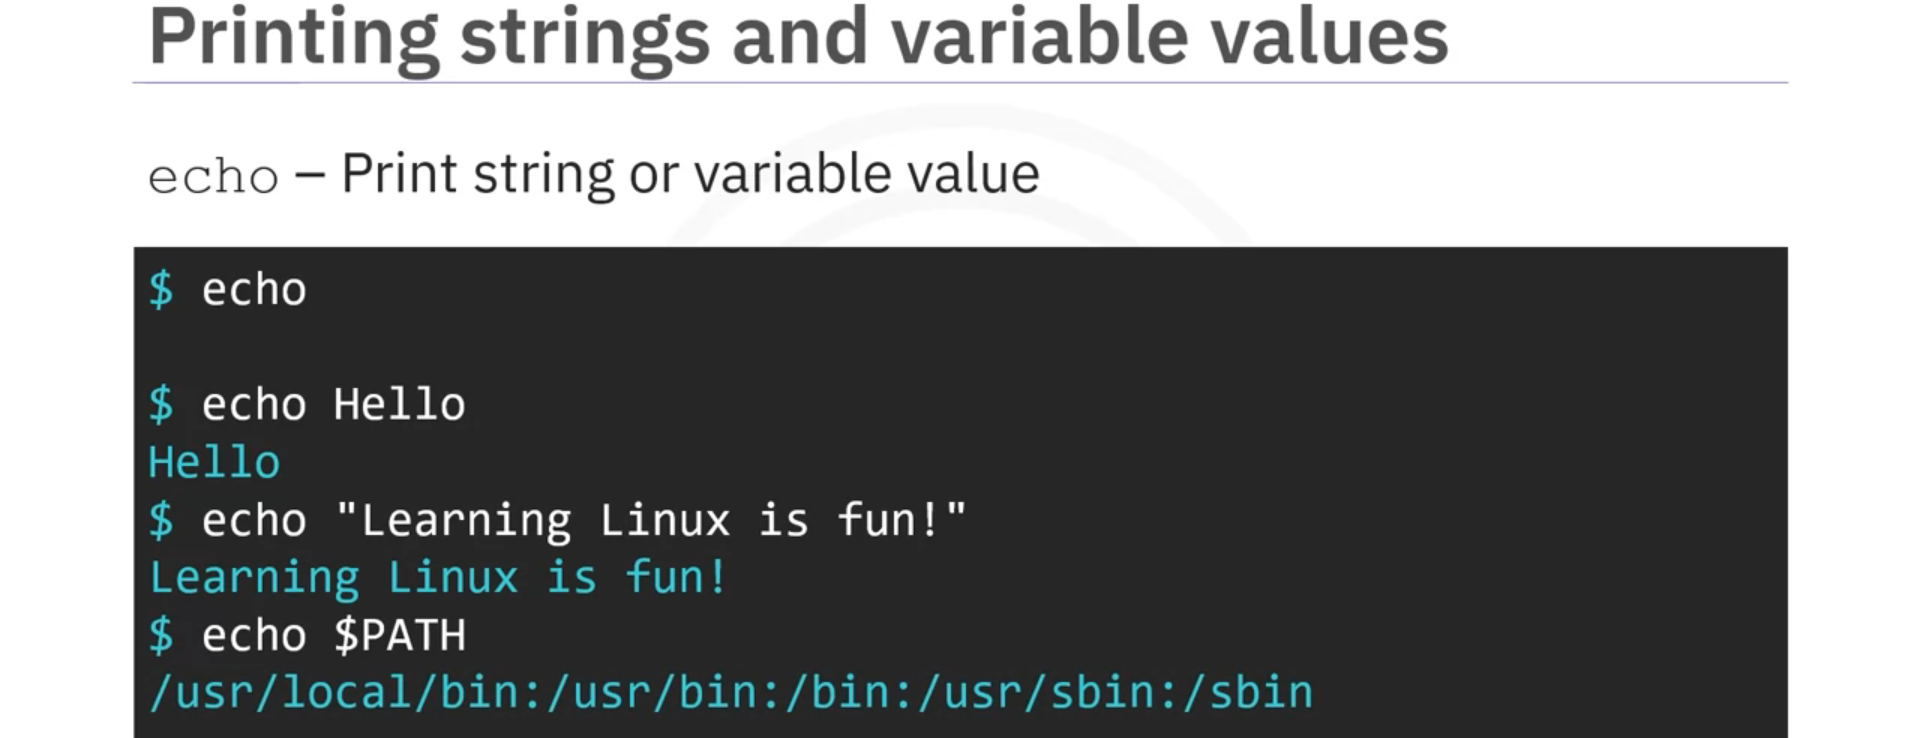 Printing strings and variable values
echo – Print string or variable value
$ echo
$ echo Hello
Hello
$ echo "Learning Linux is fun!"
Learning Linux is fun!
$ echo $PATH
/usr/local/bin:/usr/bin:/bin:/usr/sbin:/sbin